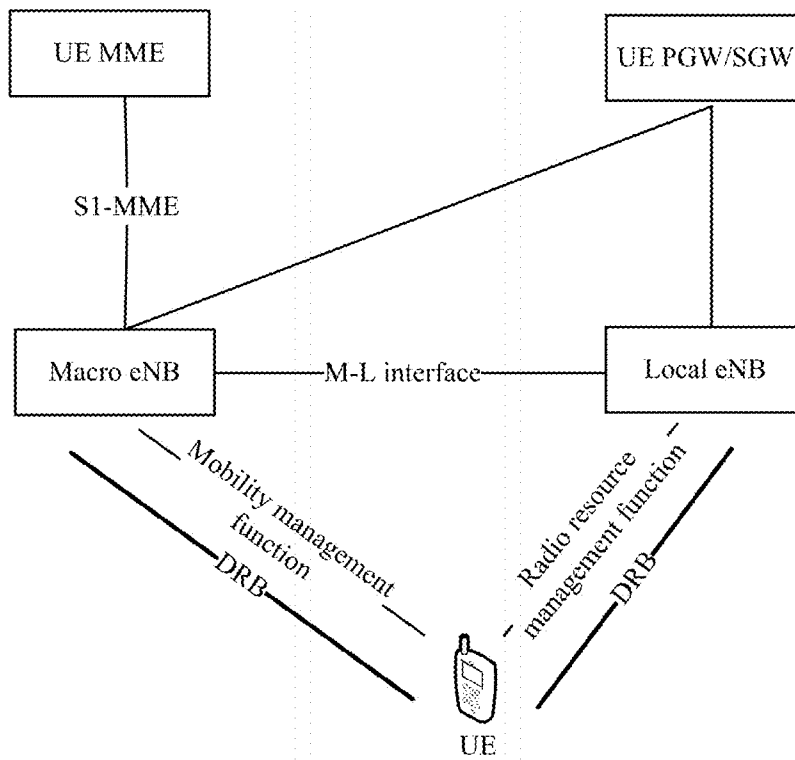 UE MME
UE PGW/SGW
S1-MME
Macro eNB
M-L interface
Local eNB
Mobility management
function
DRB
Radio resource
management function
DRB
UE